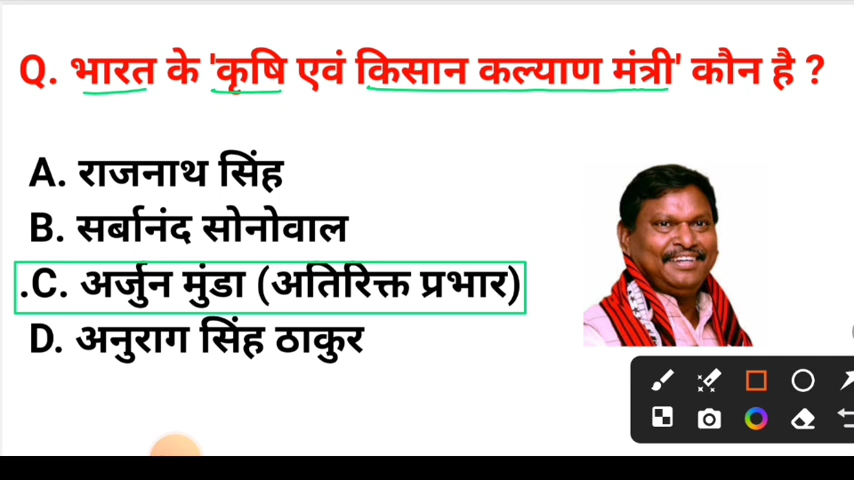 Q. भारत के 'कृषि एवं किसान कल्याण मंत्री' कौन है ?
A. राजनाथ सिंह
B. सर्बानंद सोनोवाल
.C. अर्जुन मुंडा (अतिरिक्त प्रभार)
D. अनुराग सिंह ठाकुर